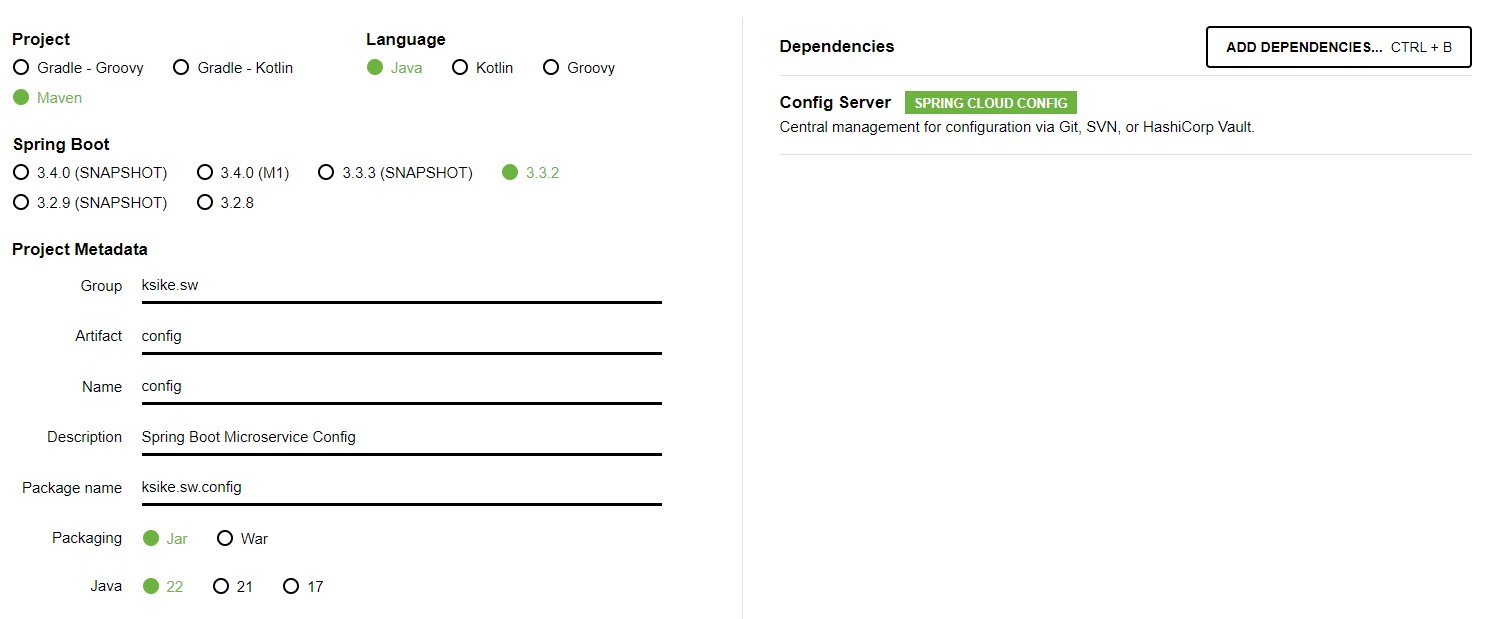 Project
Gradle - Groovy Gradle - Kotlin
Maven
Language
Java Kotlin Groovy
Spring Boot
3.4.0 (SNAPSHOT) 3.4.0 (M1) 3.3.3 (SNAPSHOT) 3.3.2
3.2.9 (SNAPSHOT) 3.2.8
Project Metadata
Group ksike.sw
Artifact config
Name config
Description Spring Boot Microservice Config
Package name ksike.sw.config
Packaging Jar War
Java 22 21 17
Dependencies
ADD DEPENDENCIES... CTRL + B
Config Server SPRING CLOUD CONFIG
Central management for configuration via Git, SVN, or HashiCorp Vault.